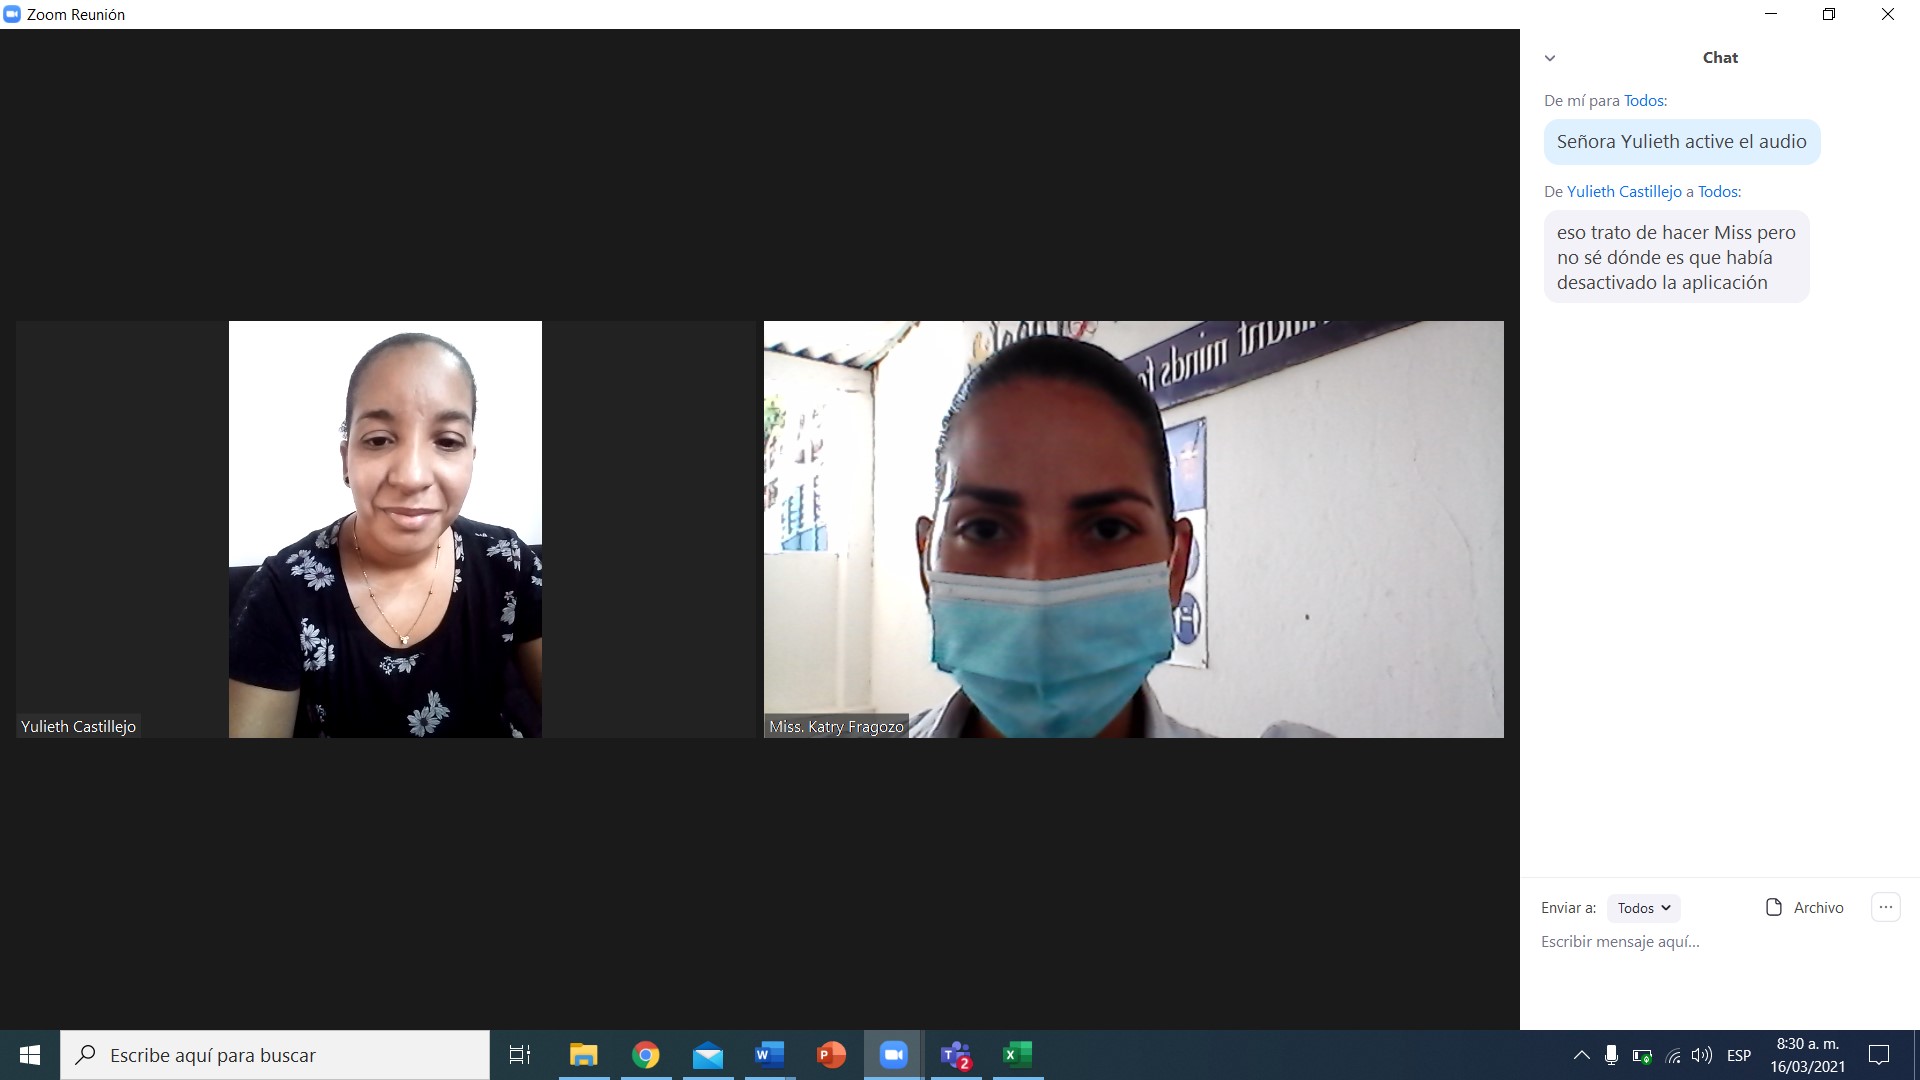 Zoom Reunión
Chat
De mí para Todos:
Señora Yulieth active el audio
De Yulieth Castillejo a Todos:
eso trato de hacer Miss pero
no sé dónde es que había
desactivado la aplicación
minds
Yulieth Castillejo
Miss. Katry Fragozo
Enviar a: Todos
Archivo
Escribir mensaje aquí...
Escribe aquí para buscar
2
ESP
8:30 a. m.
16/03/2021